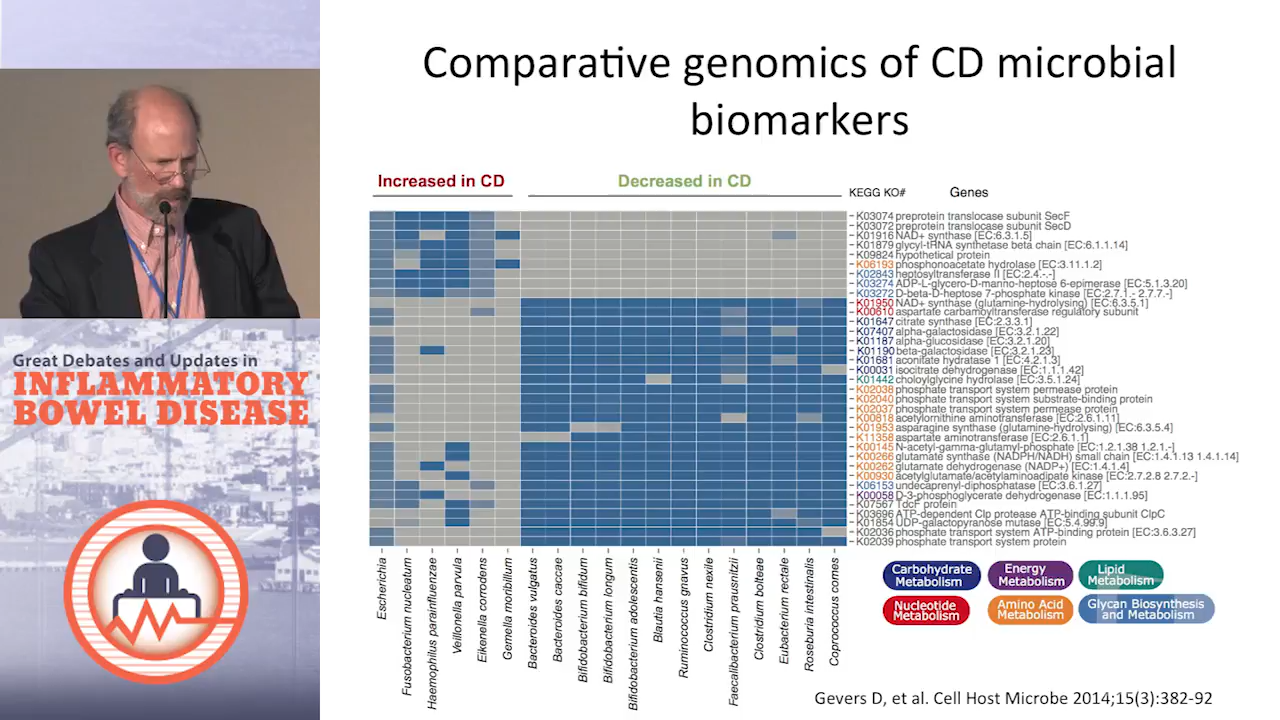 Comparative genomics of CD microbial
biomarkers
Increased in CD
Decreased in CD
KEGG KO#
Genes
K03074 preprotein translocase subunit SecF
K03072 preprotein translocase subunit SecD
K01916 NAD+ synthase [EC:6.3.1.5]
K01879 glycyl-tRNA synthetase beta chain [EC:6.1.1.14]
K09824 hypothetical protein
K06193 phosphonoacetate hydrolase [EC:3.11.1.2]
K02843 heptosyltransferase II [EC:2.4.-.-]
K03274 ADP-L-glycero-D-manno-heptose 6-epimerase [EC:5.1.3.20]
K03272 D-beta-D-heptose 7-phosphate kinase [EC:2.7.1.- 2.7.7.-]
K01950 NAD+ synthase (glutamine-hydrolysing) [EC:6.3.5.1]
K00610 aspartate carbamoyltransferase regulatory subunit
K01647 citrate synthase [EC:2.3.3.1]
K07407 alpha-galactosidase [EC:3.2.1.22]
K01187 alpha-glucosidase [EC:3.2.1.20]
K01190 beta-galactosidase [EC:3.2.1.23]
K01681 aconitate hydratase 1 [EC:4.2.1.3]
K00031 isocitrate dehydrogenase [EC:1.1.1.42]
K01442 choloylglycine hydrolase [EC:3.5.1.24]
K02038 phosphate transport system permease protein
K02040 phosphate transport system substrate-binding protein
K02037 phosphate transport system permease protein
K00818 acetylornithine aminotransferase [EC:2.6.1.11]
K01953 asparagine synthase (glutamine-hydrolysing) [EC:6.3.5.4]
K11358 aspartate aminotransferase [EC:2.6.1.1]
K00145 N-acetyl-gamma-glutamyl-phosphate [EC:1.2.1.38 1.2.1.-]
K00266 glutamate synthase (NADPH/NADH) small chain [EC:1.4.1.13 1.4.1.14]
K00262 glutamate dehydrogenase (NADP+) [EC:1.4.1.4]
K00930 acetylglutamate/acetylaminoadipate kinase [EC:2.7.2.8 2.7.2.-]
K06153 undecaprenyl-diphosphatase [EC:3.6.1.27]
K00058 D-3-phosphoglycerate dehydrogenase [EC:1.1.1.95]
K07567 TdcF protein
K03696 ATP-dependent Clp protease ATP-binding subunit ClpC
K01854 UDP-galactopyranose mutase [EC:5.4.99.9]
K02036 phosphate transport system ATP-binding protein [EC:3.6.3.27]
K02039 phosphate transport system protein
Escherichia
Fusobacterium nucleatum
Haemophilus parainfluenzae
Veillonella parvula
Eikenella corrodens
Gemella morbillum
Bacteroides vulgatus
Bacteroides caccae
Bifidobacterium bifidum
Bifidobacterium longum
Bifidobacterium adolescentis
Blautia hansenii
Ruminococcus gnavus
Clostridium nexile
Faecalibacterium prausnitzii
Clostridium bolteae
Eubacterium rectale
Roseburia intestinalis
Coprococcus comes
Carbohydrate
Metabolism
Energy
Metabolism
Lipid
Metabolism
Nucleotide
Metabolism
Amino Acid
Metabolism
Glycan Biosynthesis
and Metabolism
Gevers D, et al. Cell Host Microbe 2014;15(3):382-92
Great Debates and Updates in
INFLAMMATORY
BOWEL DISEASE